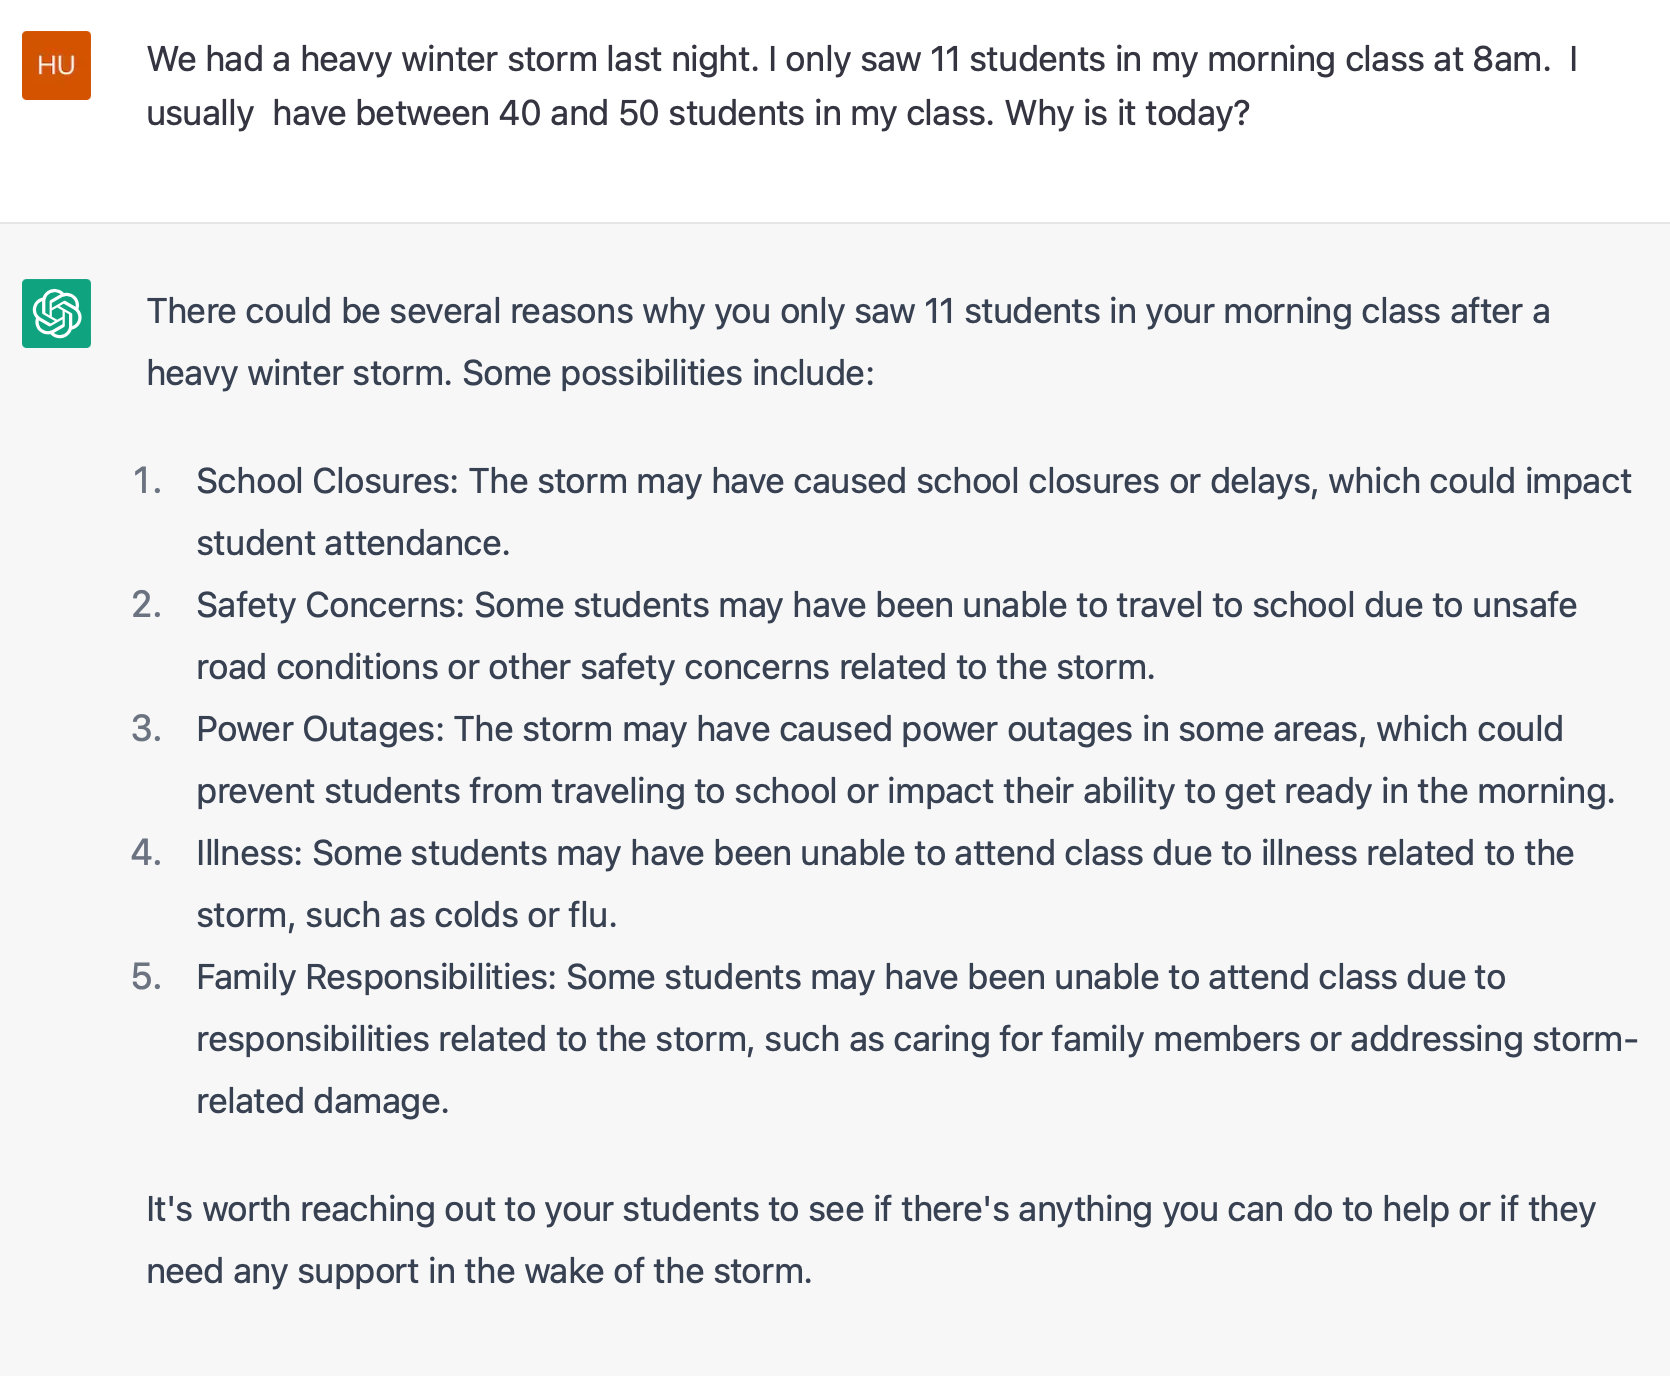 HU
We had a heavy winter storm last night. I only saw 11 students in my morning class at 8am.  I
usually  have between 40 and 50 students in my class. Why is it today?
There could be several reasons why you only saw 11 students in your morning class after a
heavy winter storm. Some possibilities include:
1. School Closures: The storm may have caused school closures or delays, which could impact
student attendance.
2. Safety Concerns: Some students may have been unable to travel to school due to unsafe
road conditions or other safety concerns related to the storm.
3. Power Outages: The storm may have caused power outages in some areas, which could
prevent students from traveling to school or impact their ability to get ready in the morning.
4. Illness: Some students may have been unable to attend class due to illness related to the
storm, such as colds or flu.
5. Family Responsibilities: Some students may have been unable to attend class due to
responsibilities related to the storm, such as caring for family members or addressing storm-
related damage.
It's worth reaching out to your students to see if there's anything you can do to help or if they
need any support in the wake of the storm.